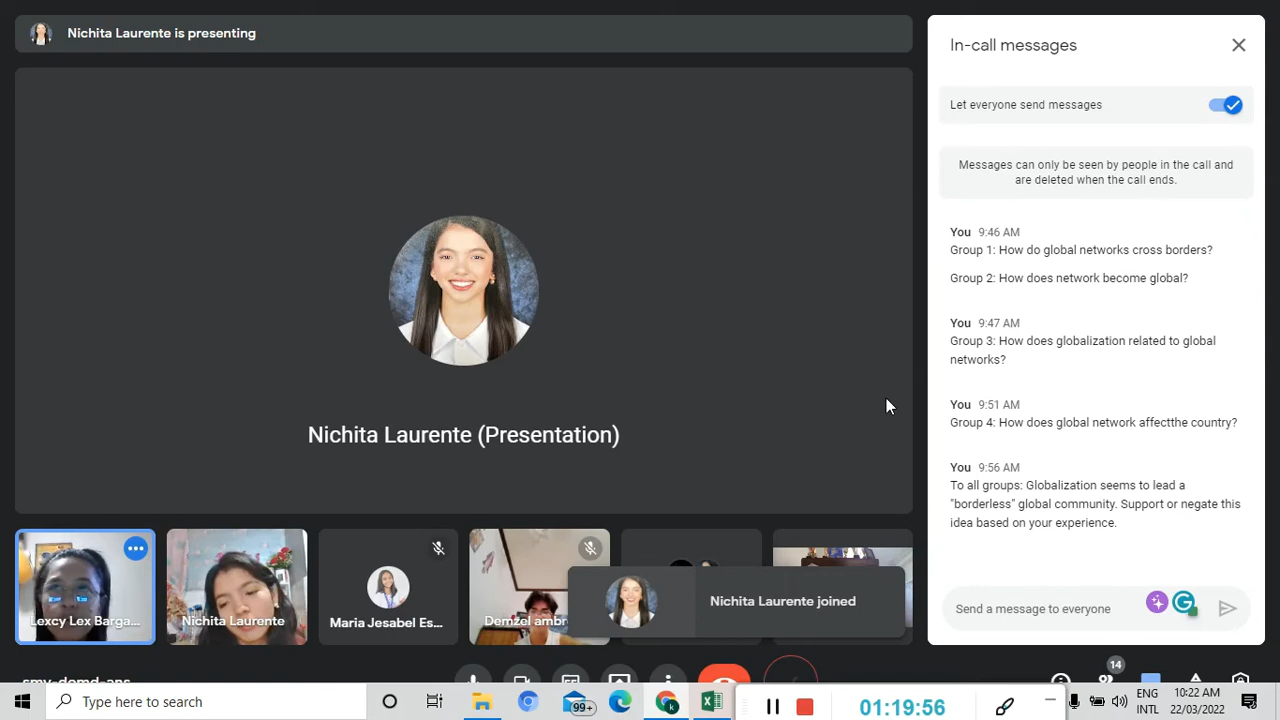 Nichita Laurente is presenting
Nichita Laurente (Presentation)
Lexcy Lex Barga...
Nichita Laurente
Maria Jesabel Es...
Demzel ambr
Nichita Laurente joined
In-call messages
Let everyone send messages
Messages can only be seen by people in the call and
are deleted when the call ends.
You 9:46 AM
Group 1: How do global networks cross borders?
Group 2: How does network become global?
You 9:47 AM
Group 3: How does globalization related to global
networks?
You 9:51 AM
Group 4: How does global network affectthe country?
You 9:56 AM
To all groups: Globalization seems to lead a
"borderless" global community. Support or negate this
idea based on your experience.
Send a message to everyone
14
Type here to search
99+
01:19:56
ENG
INTL
10:22 AM
22/03/2022